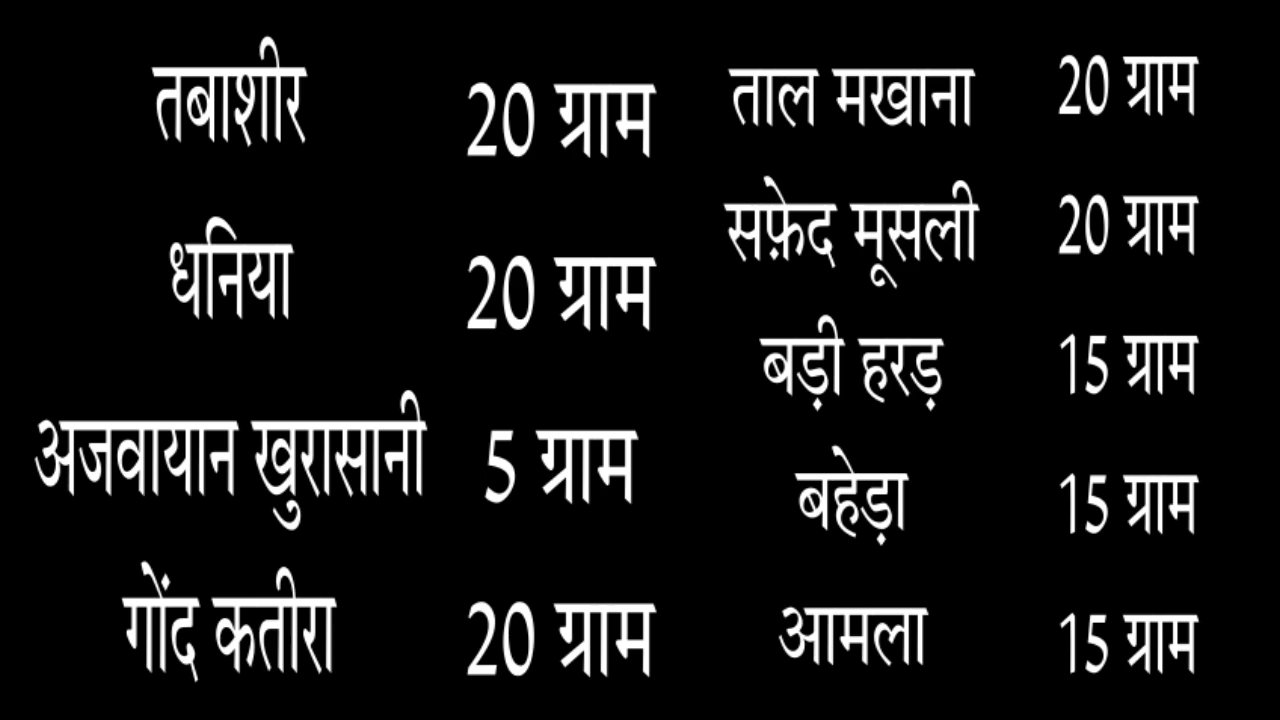 तबाशीर 20 ग्राम
धनिया 20 ग्राम
अजवायान खुरासानी 5 ग्राम
गोंद कतीरा 20 ग्राम
ताल मखाना 20 ग्राम
सफ़ेद मूसली 20 ग्राम
बड़ी हरड़ 15 ग्राम
बहेड़ा 15 ग्राम
आमला 15 ग्राम